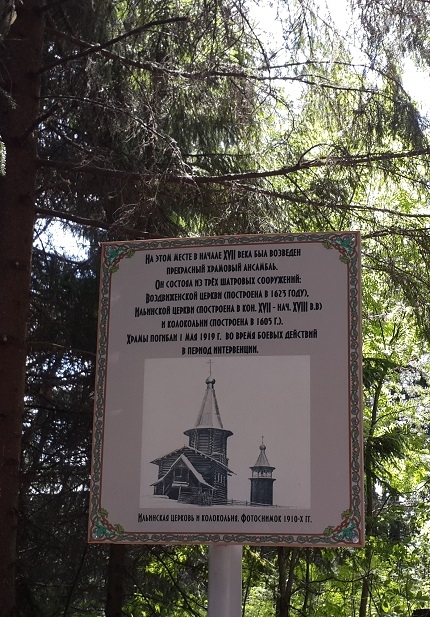 На этом месте в начале XVII века был возведен
прекрасный храмовый ансамбль.
Он состоял из трёх шатровых сооружений:
Воздвиженской церкви (построена в 1623 году),
Ильинской церкви (построена в кон. XVII - нач. XVIII в.в)
и колокольни (построена в 1605 г.).
Храмы погибли 1 мая 1919 г. во время боевых действий
в период интервенции.
Ильинская церковь и колокольня. Фотоснимок 1910-х гг.